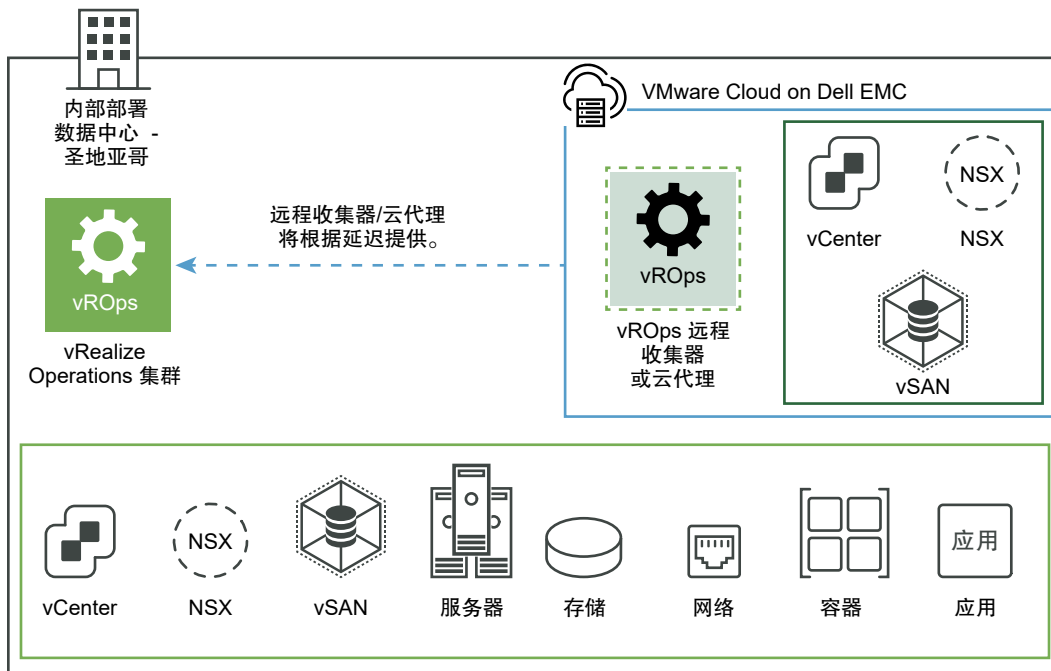 内部部署
数据中心 -
圣地亚哥
VMware Cloud on Dell EMC
远程收集器/云代理
将根据延迟提供。
vROps
vRealize
Operations 集群
vROps
vROps 远程
收集器
或云代理
vCenter
NSX
NSX
vSAN
vCenter
NSX
NSX
vSAN
服务器
存储
网络
容器
应用
应用